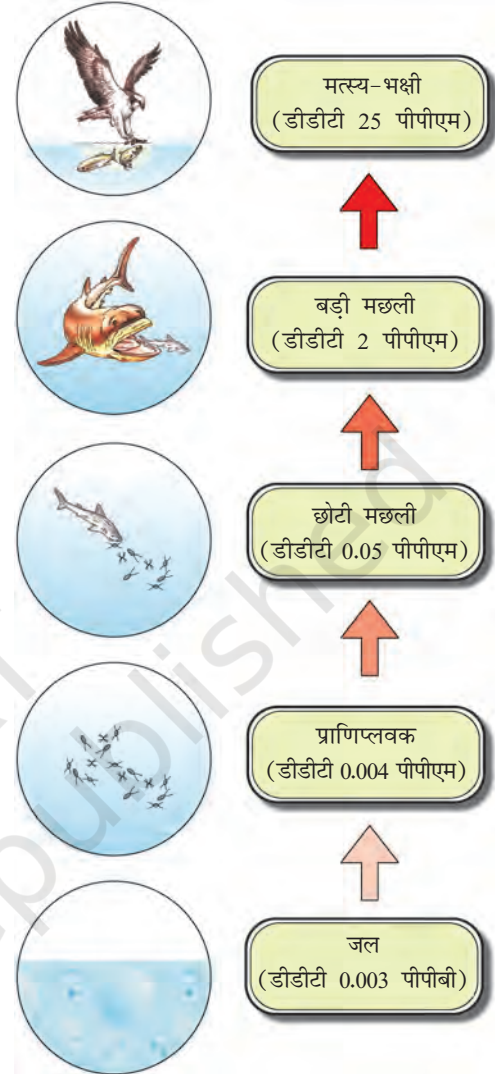 मत्स्य-भक्षी
(डीडीटी 25 पीपीएम)
बड़ी मछली
(डीडीटी 2 पीपीएम)
छोटी मछली
(डीडीटी 0.05 पीपीएम)
प्राणिप्लवक
(डीडीटी 0.004 पीपीएम)
जल
(डीडीटी 0.003 पीपीबी)